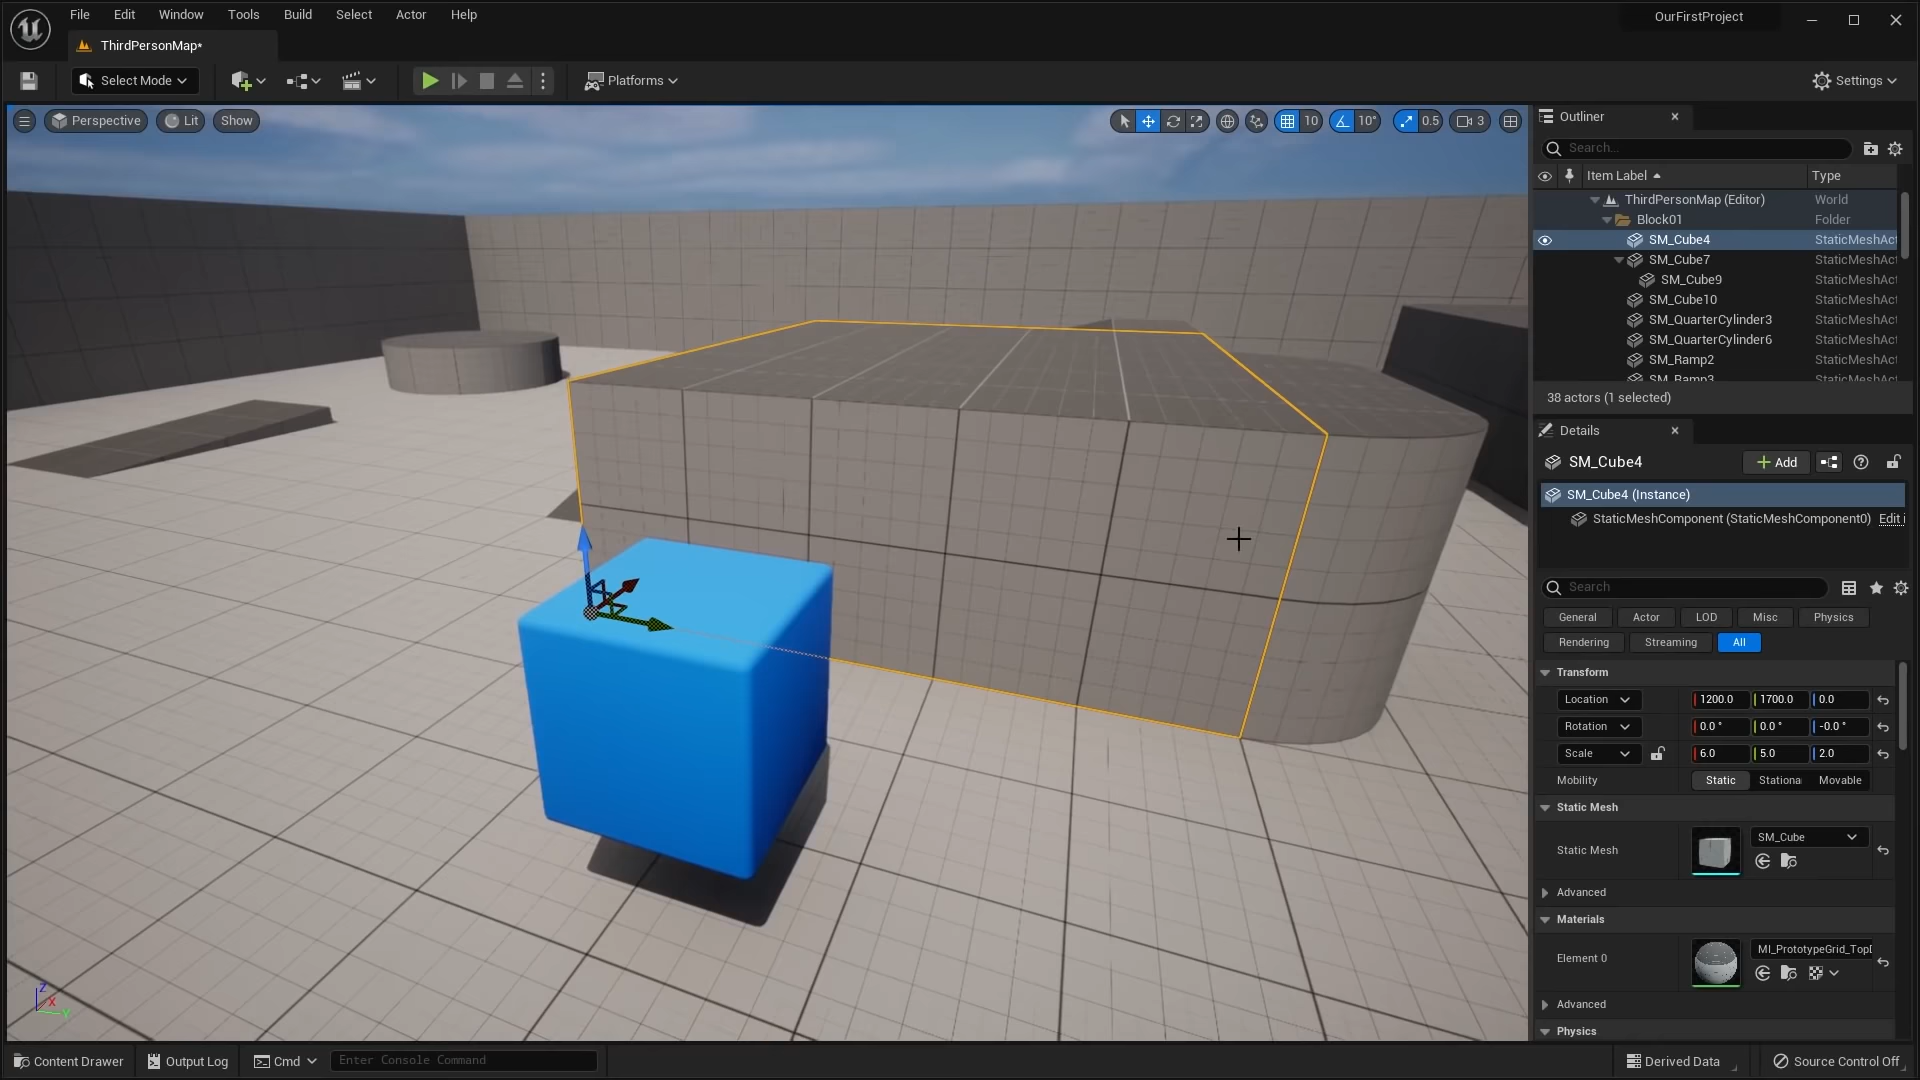 File Edit Window Tools Build Select Actor Help
OurFirstProject
ThirdPersonMap*
Select Mode
Platforms
Settings
Perspective Lit Show
10 10° 0.5 3
Outliner
Search...
Item Label Type
ThirdPersonMap (Editor) World
Block01 Folder
SM_Cube4 StaticMeshAct
SM_Cube7 StaticMeshAct
SM_Cube9 StaticMeshAct
SM_Cube10 StaticMeshAct
SM_QuarterCylinder3 StaticMeshAct
SM_QuarterCylinder6 StaticMeshAct
SM_Ramp2 StaticMeshAct
SM_Ramp3 StaticMeshAct
38 actors (1 selected)
Details
SM_Cube4
Add
SM_Cube4 (Instance)
StaticMeshComponent (StaticMeshComponent0) Edit i
Search
General Actor LOD Misc Physics
Rendering Streaming All
Transform
Location 1200.0 1700.0 0.0
Rotation 0.0° 0.0° -0.0°
Scale 6.0 5.0 2.0
Mobility Static Stationa Movable
Static Mesh
Static Mesh SM_Cube
Advanced
Materials
Element 0 MI_PrototypeGrid_TopD
Advanced
Physics
Z
X
Y
Content Drawer Output Log Cmd Enter Console Command
Derived Data Source Control Off